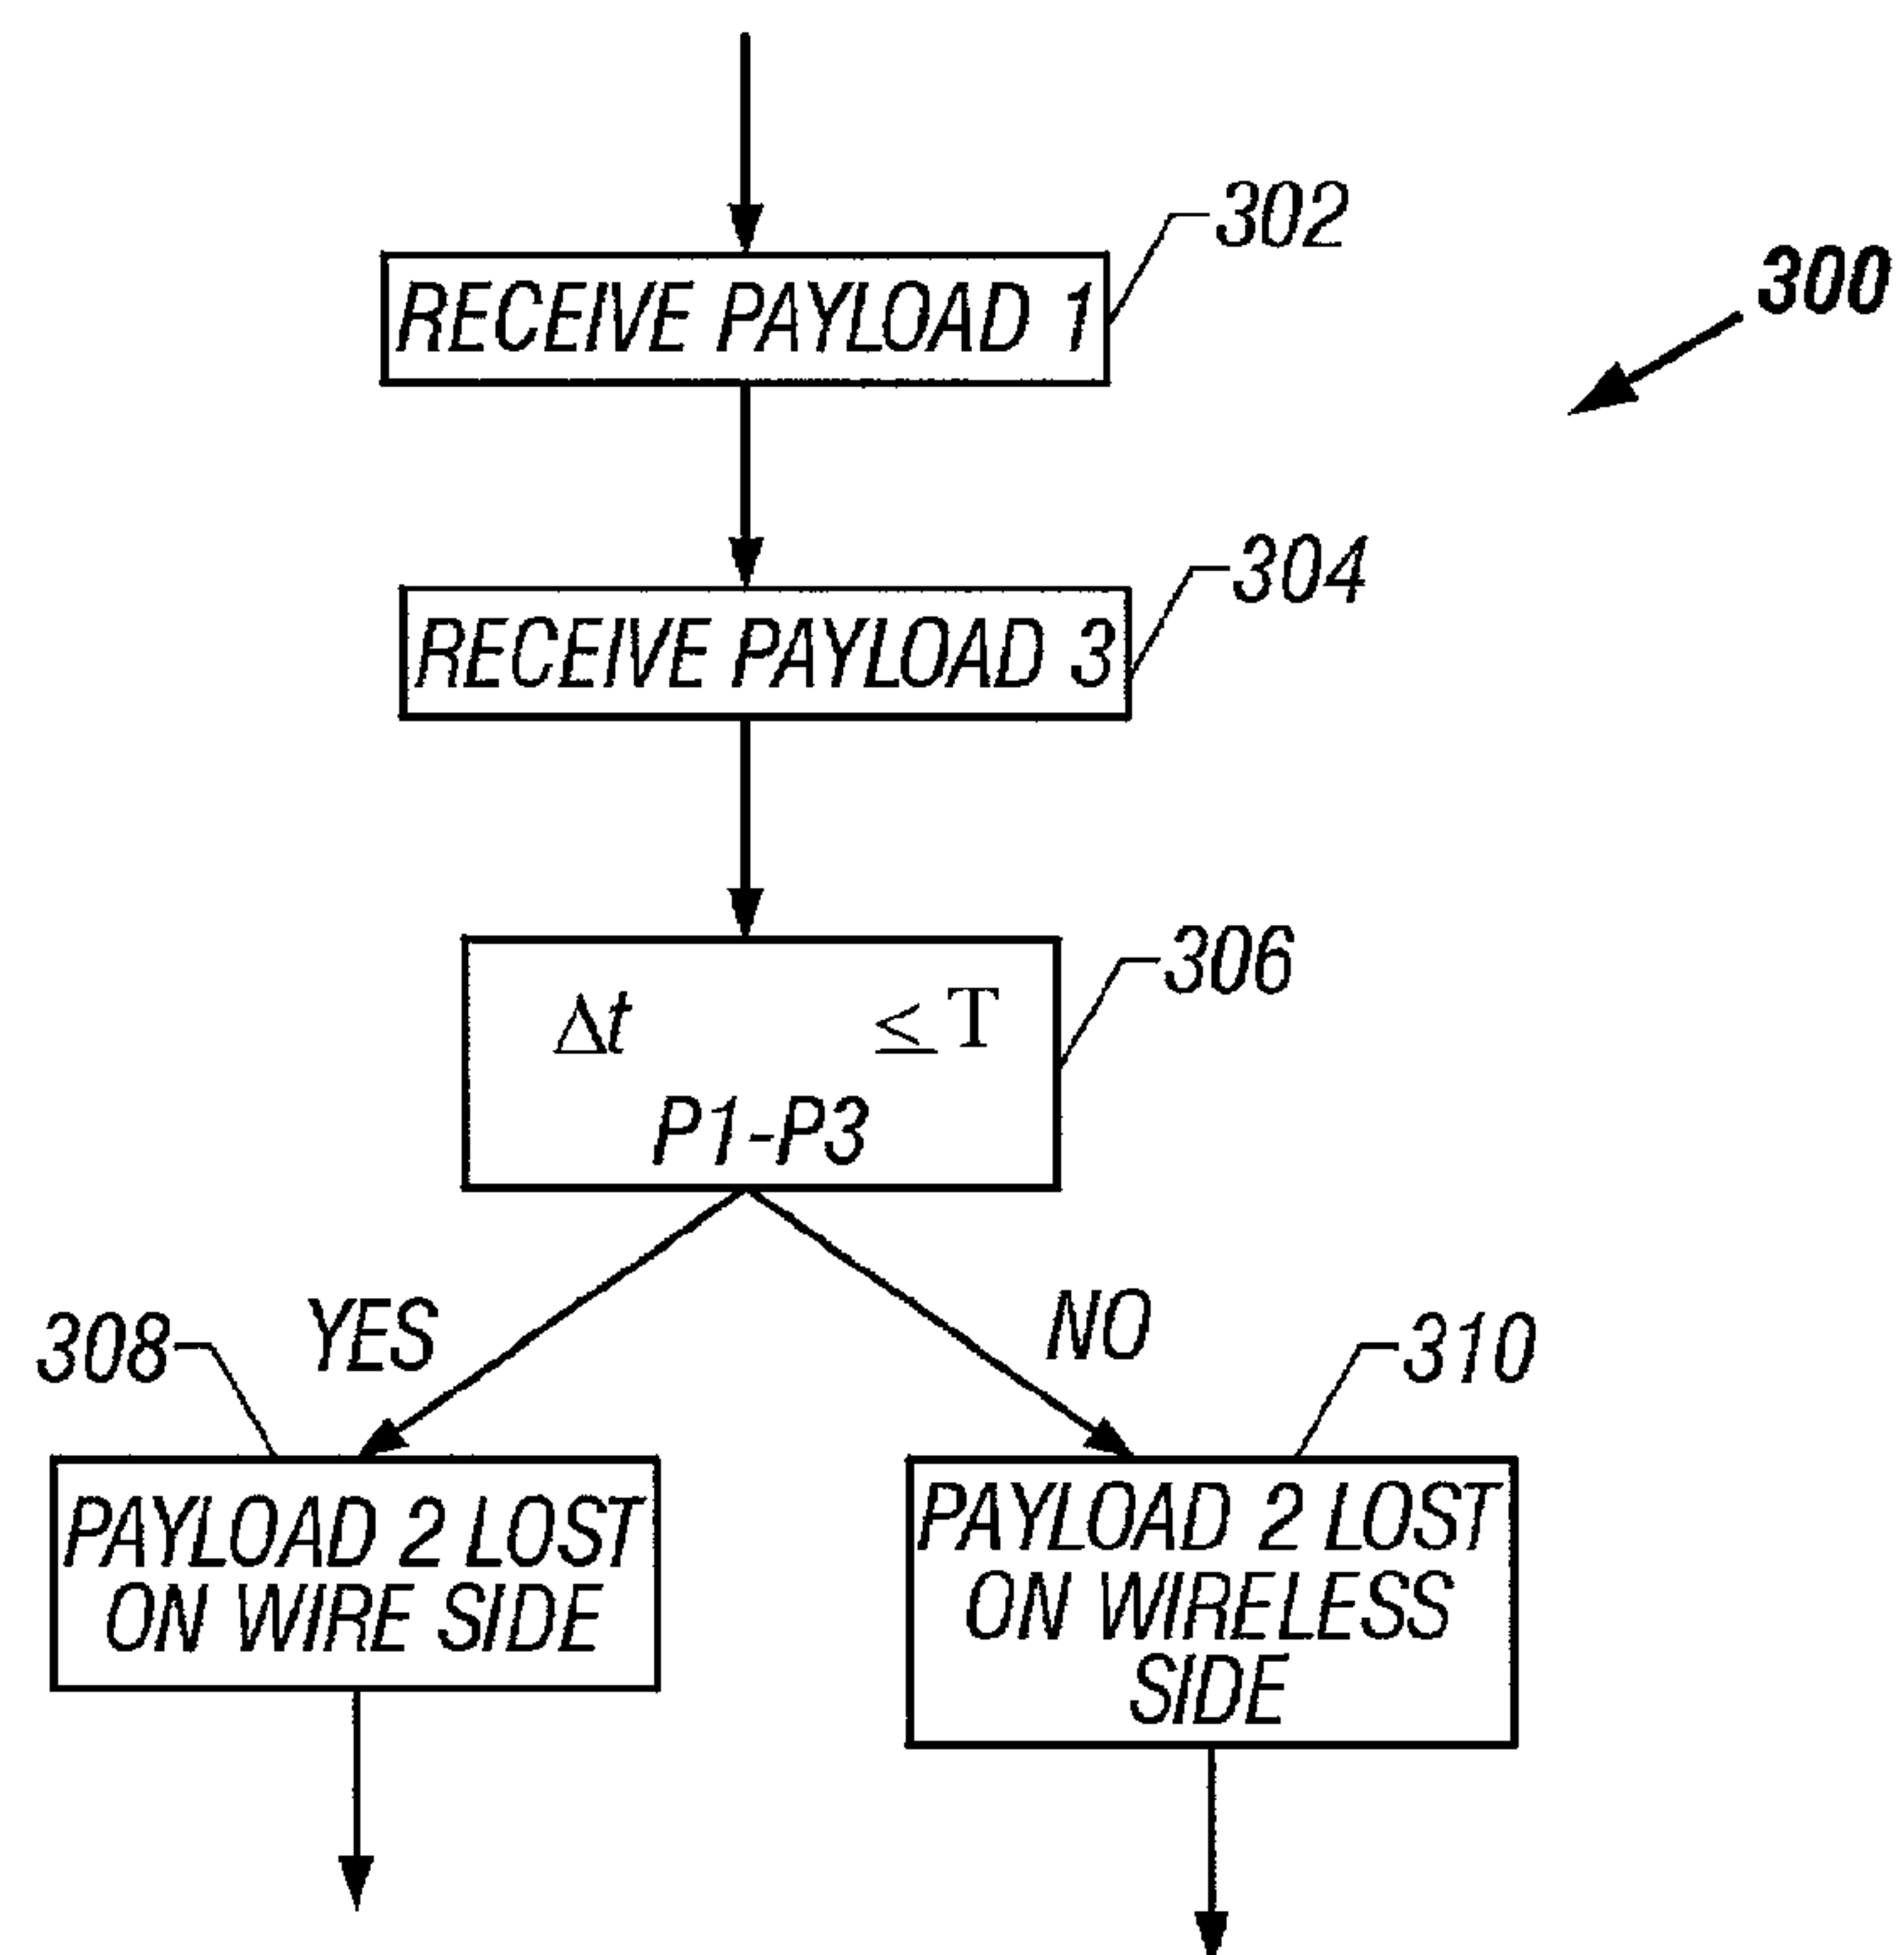 302
300
RECEIVE PAYLOAD 1
304
RECEIVE PAYLOAD 3
306
Δt ≤ T
P1-P3
YES
NO
308
310
PAYLOAD 2 LOST
ON WIRE SIDE
PAYLOAD 2 LOST
ON WIRELESS
SIDE